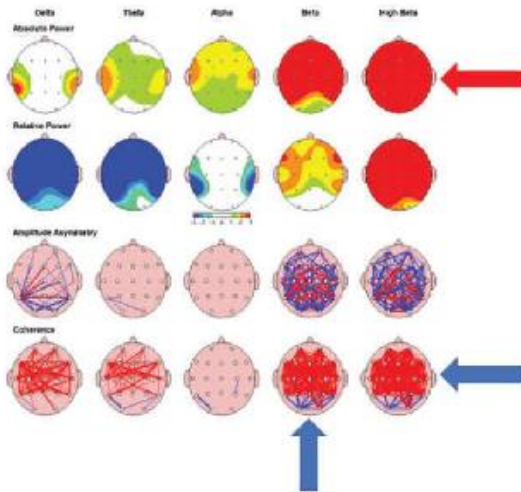 Delta Theta Alpha Beta High Beta
Absolute Power
Relative Power
Amplitude Asymmetry
Coherence